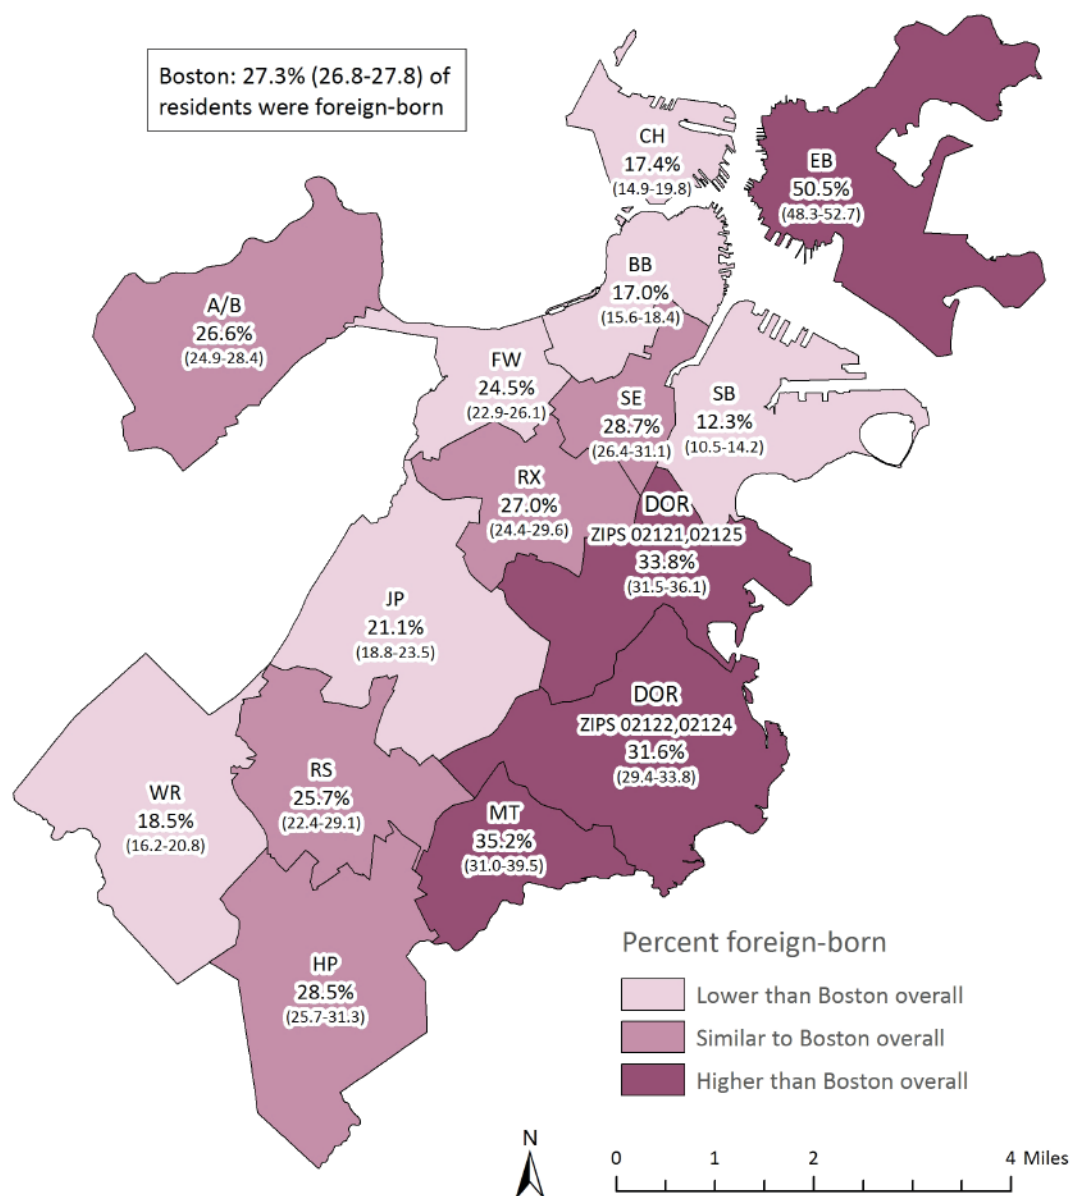 Boston: 27.3% (26.8-27.8) of
residents were foreign-born
CH
17.4%
(14.9-19.8)
EB
50.5%
(48.3-52.7)
BB
17.0%
(15.6-18.4)
A/B
26.6%
(24.9-28.4)
FW
24.5%
(22.9-26.1)
SE
28.7%
(26.4-31.1)
SB
12.3%
(10.5-14.2)
RX
27.0%
(24.4-29.6)
DOR
ZIPS 02121,02125
33.8%
(31.5-36.1)
JP
21.1%
(18.8-23.5)
DOR
ZIPS 02122,02124
31.6%
(29.4-33.8)
WR
18.5%
(16.2-20.8)
RS
25.7%
(22.4-29.1)
MT
35.2%
(31.0-39.5)
HP
28.5%
(25.7-31.3)
Percent foreign-born
Lower than Boston overall
Similar to Boston overall
Higher than Boston overall
N
0 1 2 4 Miles